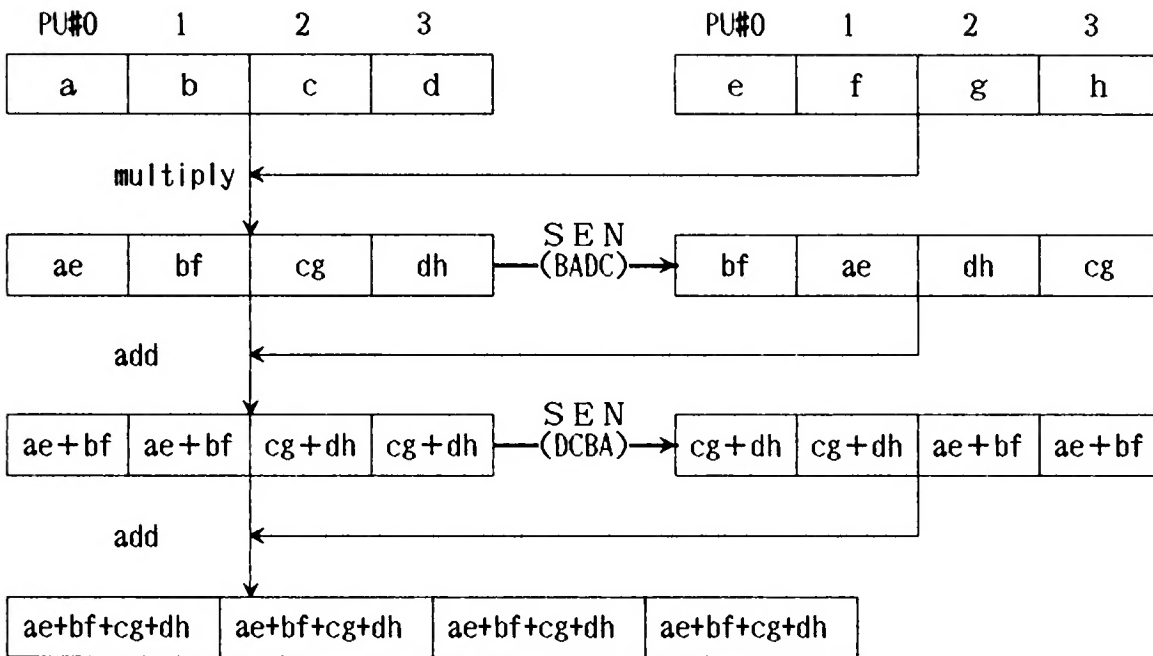 PU#0 1 2 3 PU#0 1 2 3
a b c d e f g h
multiply
SEN
ae bf cg dh (BADC) bf ae dh cg
add
SEN
ae+bf ae+bf cg+dh cg+dh (DCBA) cg+dh cg+dh ae+bf ae+bf
add
ae+bf+cg+dh ae+bf+cg+dh ae+bf+cg+dh ae+bf+cg+dh